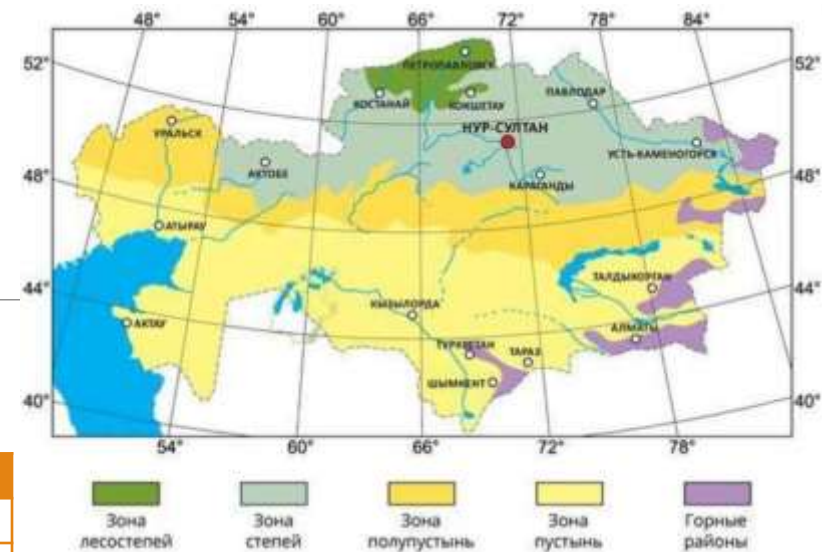 48° 54° 60° 66° 72° 78° 84°
52° 52°
ПЕТРОПАВЛОВСК
КОСТАНАЙ КОКШЕТАУ ПАВЛОДАР
УРАЛЬСК НУР-СУЛТАН
АКТОБЕ УСТЬ-КАМЕНОГОРСК
48° КАРАГАНДЫ 48°
АТЫРАУ
44° ТАЛДЫКОРГАН 44°
КЫЗЫЛОРДА
АКТАУ АЛМАТЫ
ТУРКЕСТАН ТАРАЗ
ШЫМКЕНТ
40° 40°
54° 60° 66° 72° 78°
Зона Зона Зона Зона Горные
лесостепей степей полупустынь пустынь районы